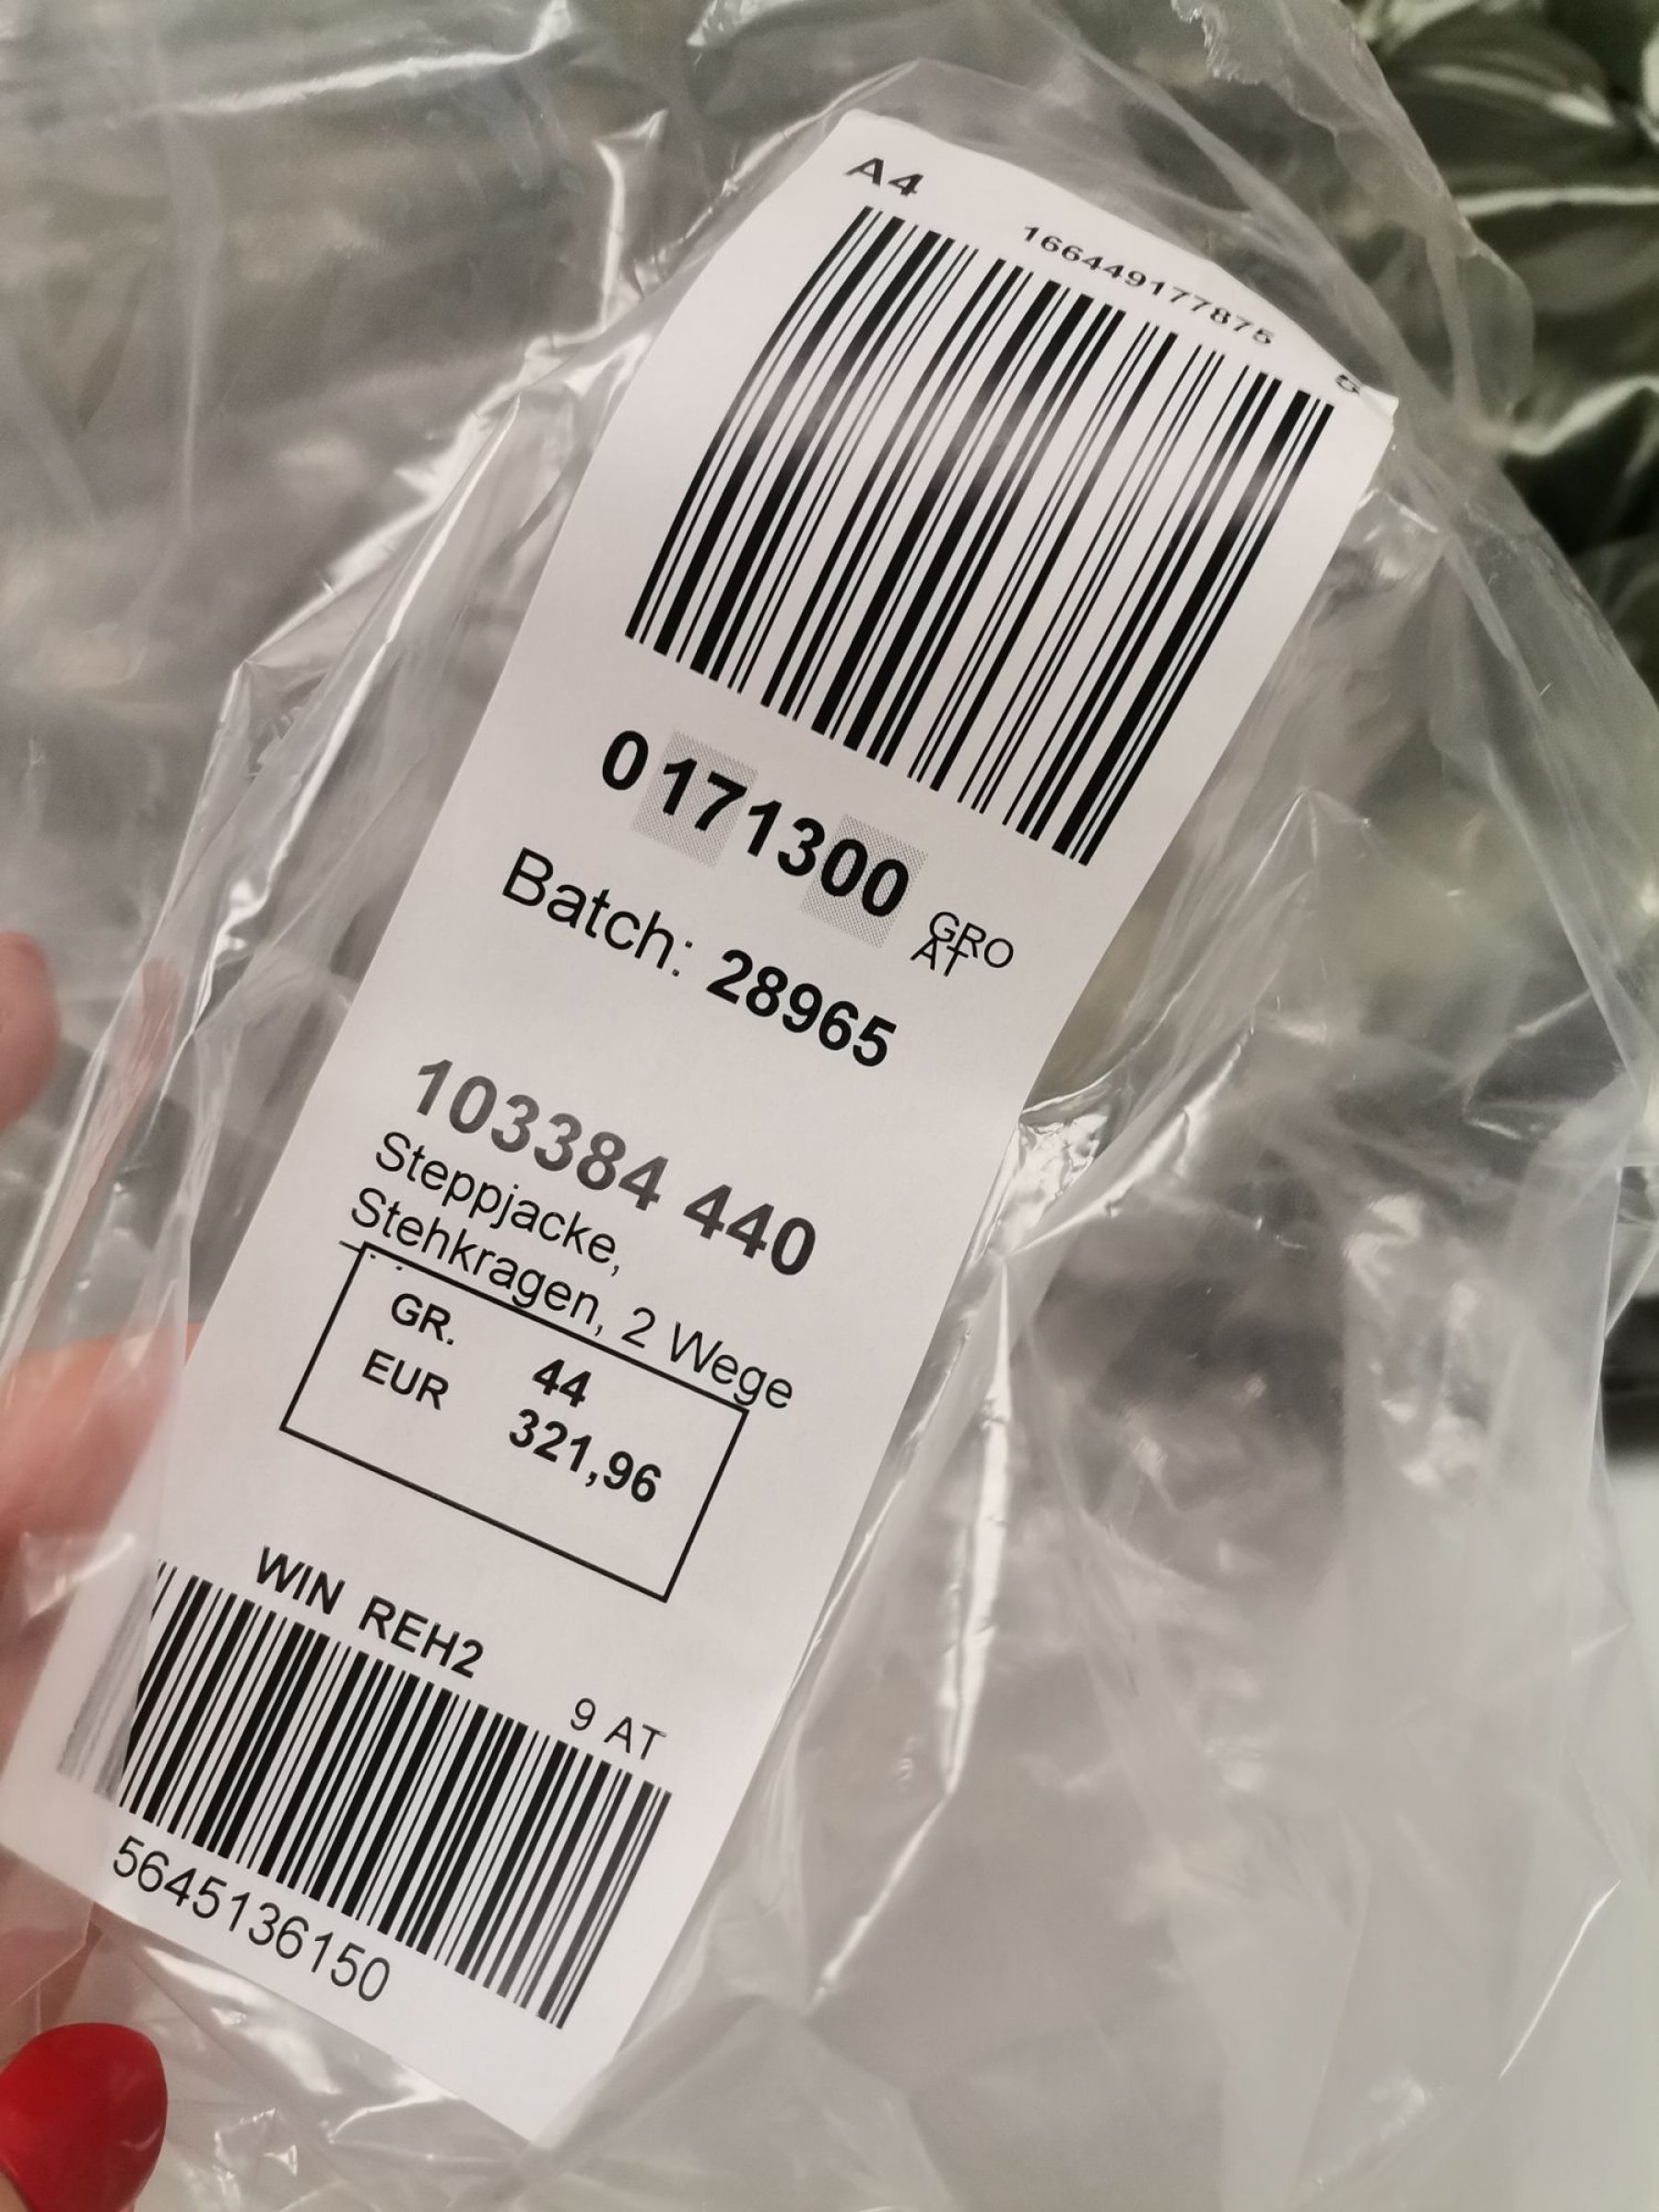 A4
166449177875
5
0171300
GRO
AT
Batch: 28965
103384 440
Steppjacke,
Stehkragen, 2 Wege
GR. 44
EUR 321,96
WIN REH2
9 AT
5645136150